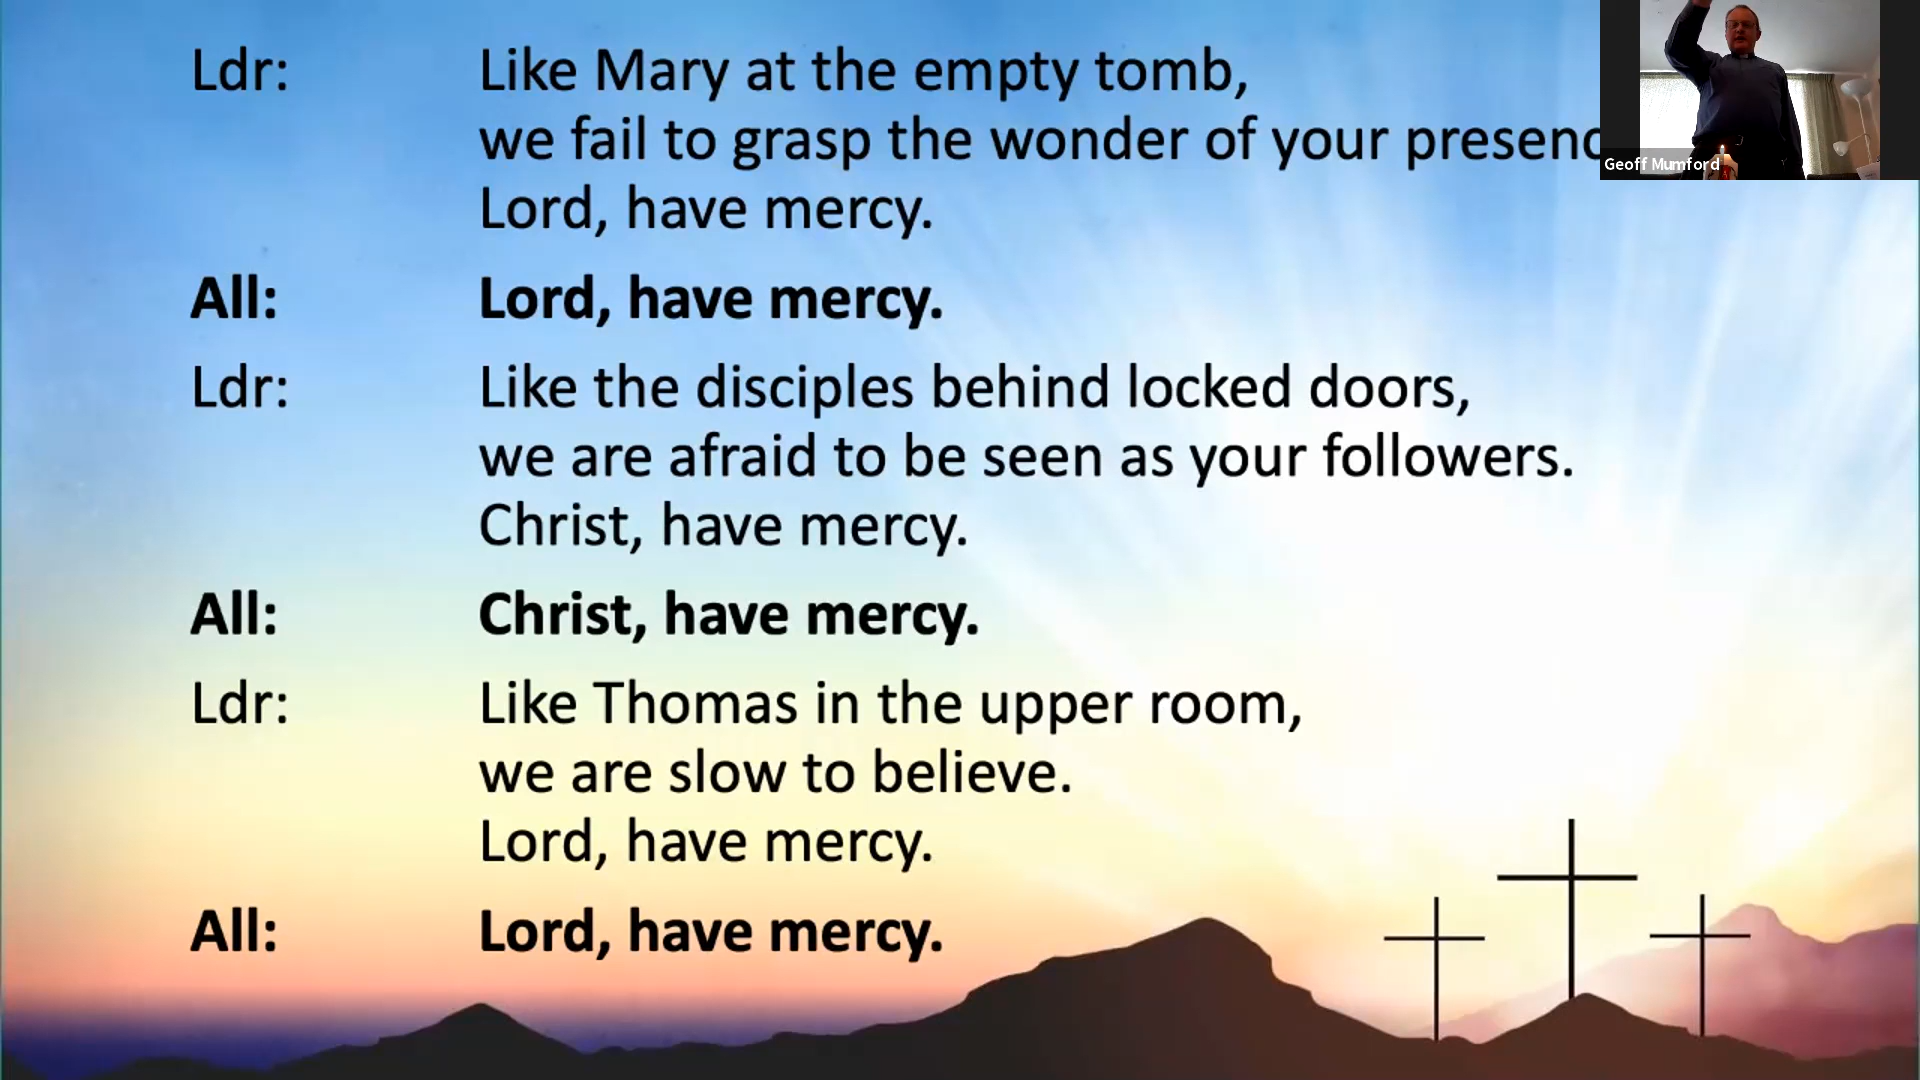 Ldr: Like Mary at the empty tomb,
we fail to grasp the wonder of your
Lord, have mercy.
All: Lord, have mercy.
Ldr: Like the disciples behind locked doors,
we are afraid to be seen as your followers.
Christ, have mercy.
All: Christ, have mercy.
Ldr: Like Thomas in the upper room,
we are slow to believe.
Lord, have mercy.
All: Lord, have mercy.
Geoff Mumford